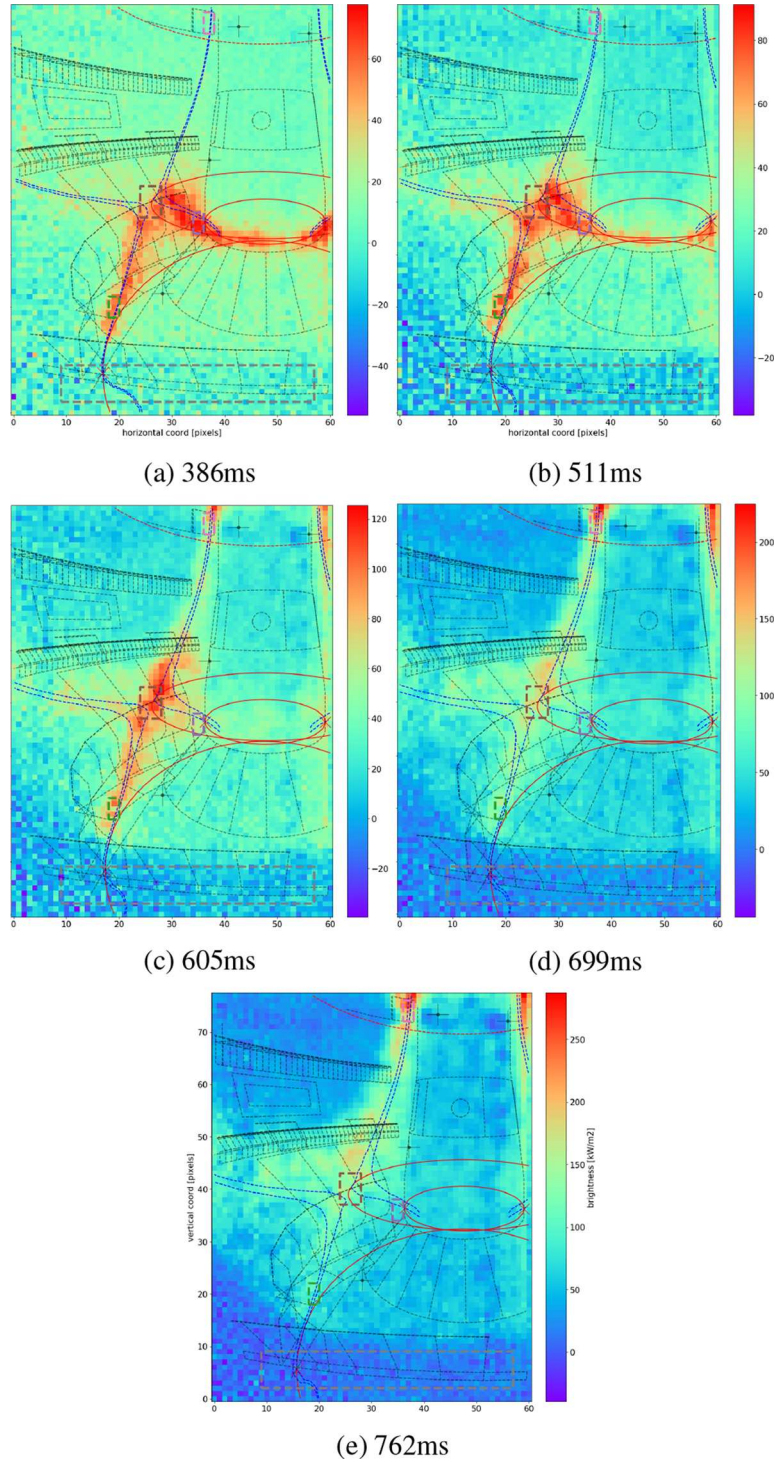 60
40
20
0
−20
−40
0 10 20 30 40 50 60
horizontal coord [pixels]
(a) 386ms
80
60
40
20
0
−20
0 10 20 30 40 50 60
horizontal coord [pixels]
(b) 511ms
120
100
80
60
40
20
0
−20
0 10 20 30 40 50 60
(c) 605ms
200
150
100
50
0
0 10 20 30 40 50 60
(d) 699ms
70
60
50
40
30
20
10
0
vertical coord [pixels]
0 10 20 30 40 50 60
250
200
150
100
50
0
brightness [kW/m2]
(e) 762ms